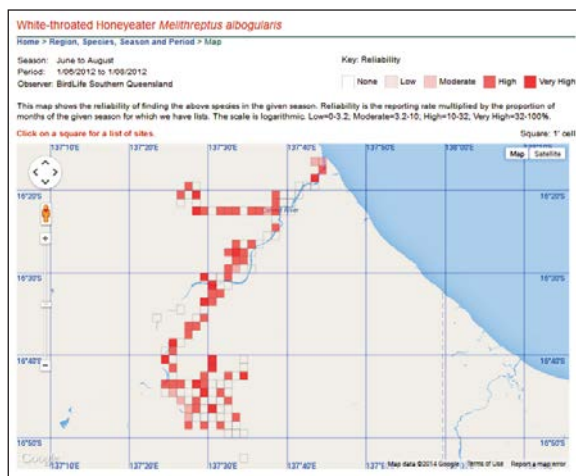 White-throated Honeyeater Melithreptus albogularis
Home > Region, Species, Season and Period > Map
Season: June to August
Period: 1/06/2012 to 1/08/2012
Observer: BirdLife Southern Queensland
Key: Reliability
None Low Moderate High Very High
This map shows the reliability of finding the above species in the given season. Reliability is the reporting rate multiplied by the proportion of
months of the given season for which we have lists. The scale is logarithmic. Low=0-3.2; Moderate=3.2-10; High=10-32; Very High=32-100%.
Click on a square for a list of sites.
Square: 1' cell
137°10'E 137°20'E 137°30'E 137°40'E 137°50'E 138°00'E
Map Satellite
16°20'S 16°20'S
River
16°30'S 16°30'S
16°40'S 16°40'S
16°50'S 16°50'S
Google
137°10'E 137°20'E 137°30'E 137°40'E
Map data ©2014 Google Terms of Use Report a map error